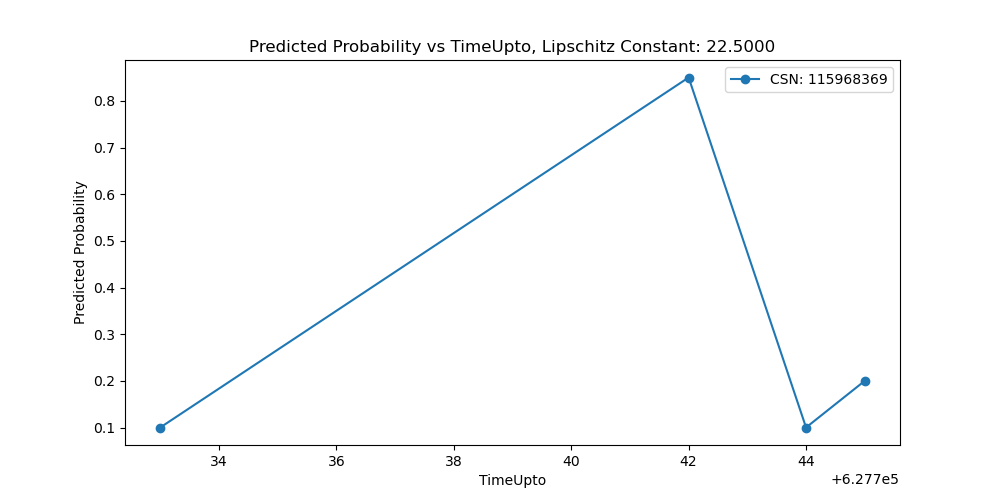 Predicted Probability vs TimeUpto, Lipschitz Constant: 22.5000
CSN: 115968369
Predicted Probability
0.8
0.7
0.6
0.5
0.4
0.3
0.2
0.1
34 36 38 40 42 44
TimeUpto
+6.277e5